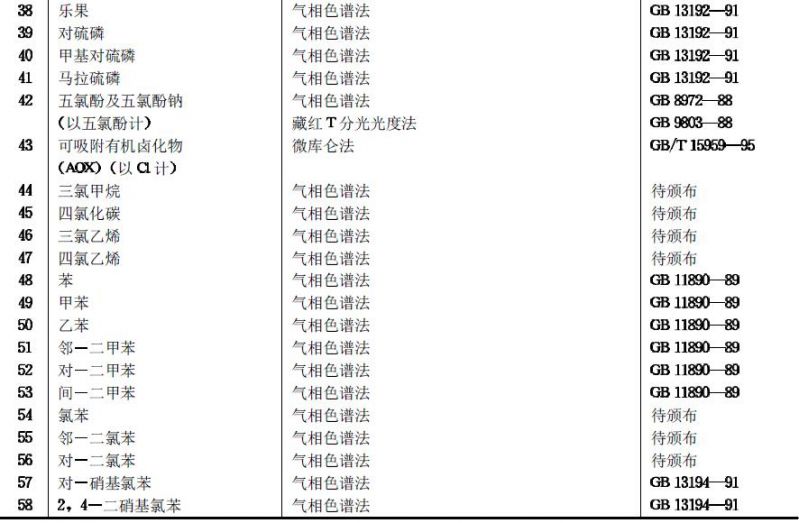 38 乐果 气相色谱法 GB 13192—91
39 对硫磷 气相色谱法 GB 13192—91
40 甲基对硫磷 气相色谱法 GB 13192—91
41 马拉硫磷 气相色谱法 GB 13192—91
42 五氯酚及五氯酚钠 气相色谱法 GB 8972—88
(以五氯酚计) 藏红 T 分光光度法 GB 9803—88
43 可吸附有机卤化物 微库仑法 GB/T 15959—95
(AOX) (以 Cl 计)
44 三氯甲烷 气相色谱法 待颁布
45 四氯化碳 气相色谱法 待颁布
46 三氯乙烯 气相色谱法 待颁布
47 四氯乙烯 气相色谱法 待颁布
48 苯 气相色谱法 GB 11890—89
49 甲苯 气相色谱法 GB 11890—89
50 乙苯 气相色谱法 GB 11890—89
51 邻—二甲苯 气相色谱法 GB 11890—89
52 对—二甲苯 气相色谱法 GB 11890—89
53 间—二甲苯 气相色谱法 GB 11890—89
54 氯苯 气相色谱法 待颁布
55 邻—二氯苯 气相色谱法 待颁布
56 对—二氯苯 气相色谱法 待颁布
57 对—硝基氯苯 气相色谱法 GB 13194—91
58 2，4—二硝基氯苯 气相色谱法 GB 13194—91